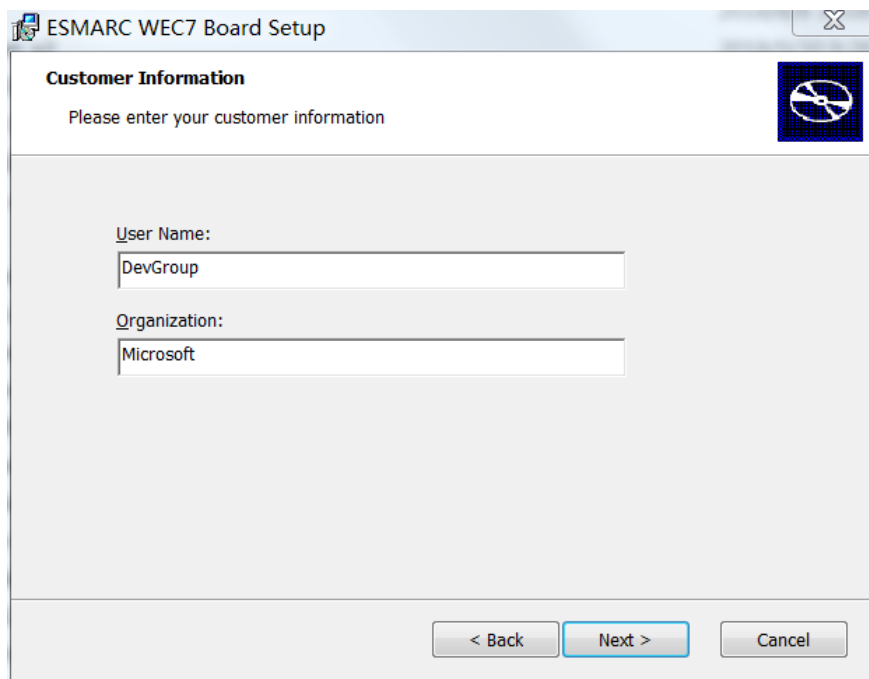 ESMARC WEC7 Board Setup
Customer Information
Please enter your customer information
User Name:
DevGroup
Organization:
Microsoft
< Back
Next >
Cancel